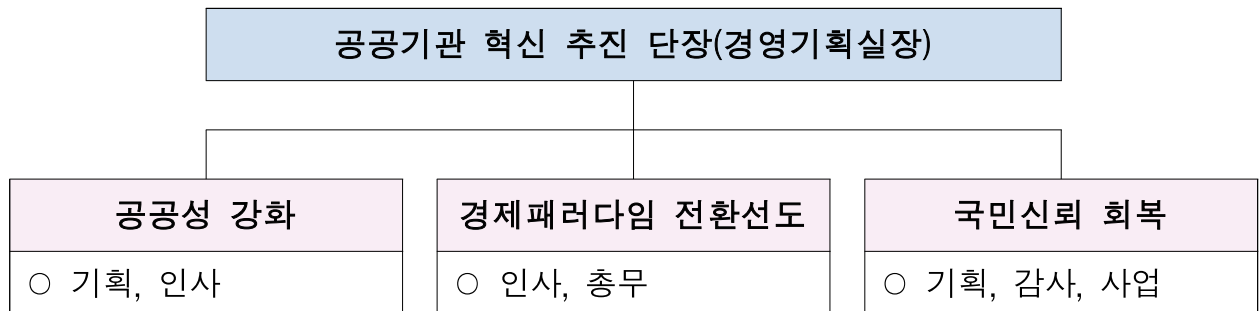 공공기관 혁신 추진 단장(경영기획실장)
공공성 강화
경제패러다임 전환선도
국민신뢰 회복
○ 기획, 인사
○ 인사, 총무
○ 기획, 감사, 사업